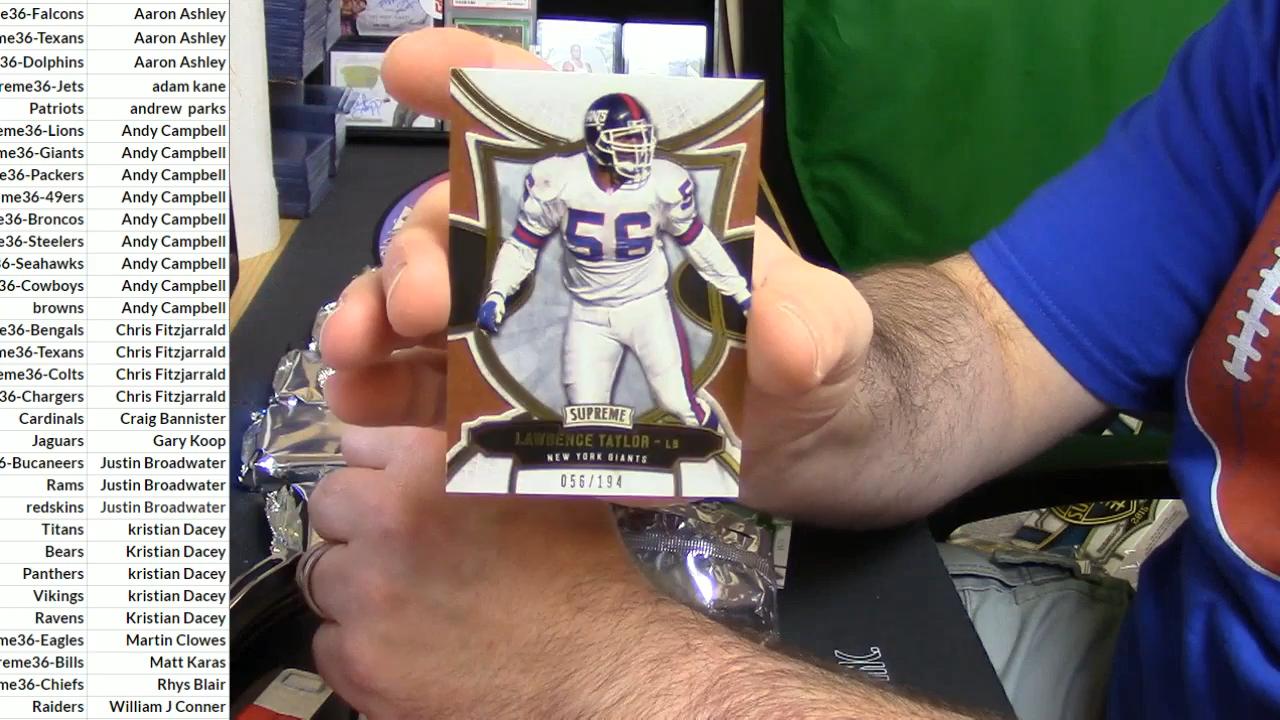 e36-Falcons Aaron Ashley
me36-Texans Aaron Ashley
36-Dolphins Aaron Ashley
reme36-Jets adam kane
Patriots andrew parks
eme36-Lions Andy Campbell
me36-Giants Andy Campbell
me36-Packers Andy Campbell
me36-49ers Andy Campbell
e36-Broncos Andy Campbell
me36-Steelers Andy Campbell
36-Seahawks Andy Campbell
36-Cowboys Andy Campbell
browns Andy Campbell
e36-Bengals Chris Fitzjarrald
me36-Texans Chris Fitzjarrald
eme36-Colts Chris Fitzjarrald
36-Chargers Chris Fitzjarrald
Cardinals Craig Bannister
Jaguars Gary Koop
6-Bucaneers Justin Broadwater
Rams Justin Broadwater
redskins Justin Broadwater
Titans kristian Dacey
Bears Kristian Dacey
Panthers kristian Dacey
Vikings kristian Dacey
Ravens Kristian Dacey
me36-Eagles Martin Clowes
reme36-Bills Matt Karas
me36-Chiefs Rhys Blair
Raiders William J Conner
56
SUPREME
LAWRENCE TAYLOR - LB
NEW YORK GIANTS
056/194